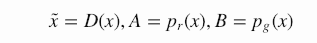 x̃ = D(x), A = p_r(x), B = p_g(x)